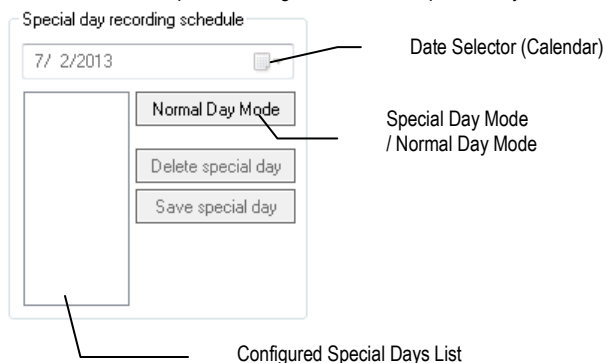 Special day recording schedule
7/ 2/2013
Date Selector (Calendar)
Normal Day Mode
Special Day Mode
/ Normal Day Mode
Delete special day
Save special day
Configured Special Days List